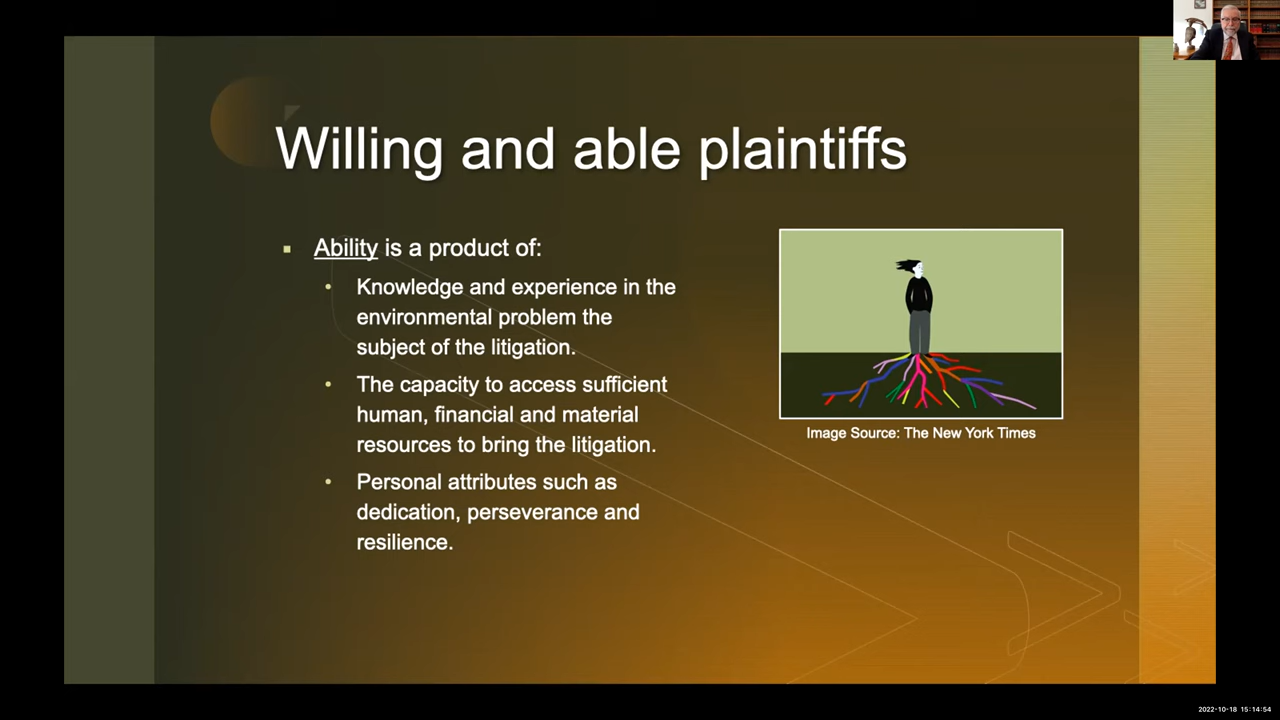 Willing and able plaintiffs
Ability is a product of:
Knowledge and experience in the
environmental problem the
subject of the litigation.
The capacity to access sufficient
human, financial and material
resources to bring the litigation.
Personal attributes such as
dedication, perseverance and
resilience.
Image Source: The New York Times
2022-10-18 15:14:54